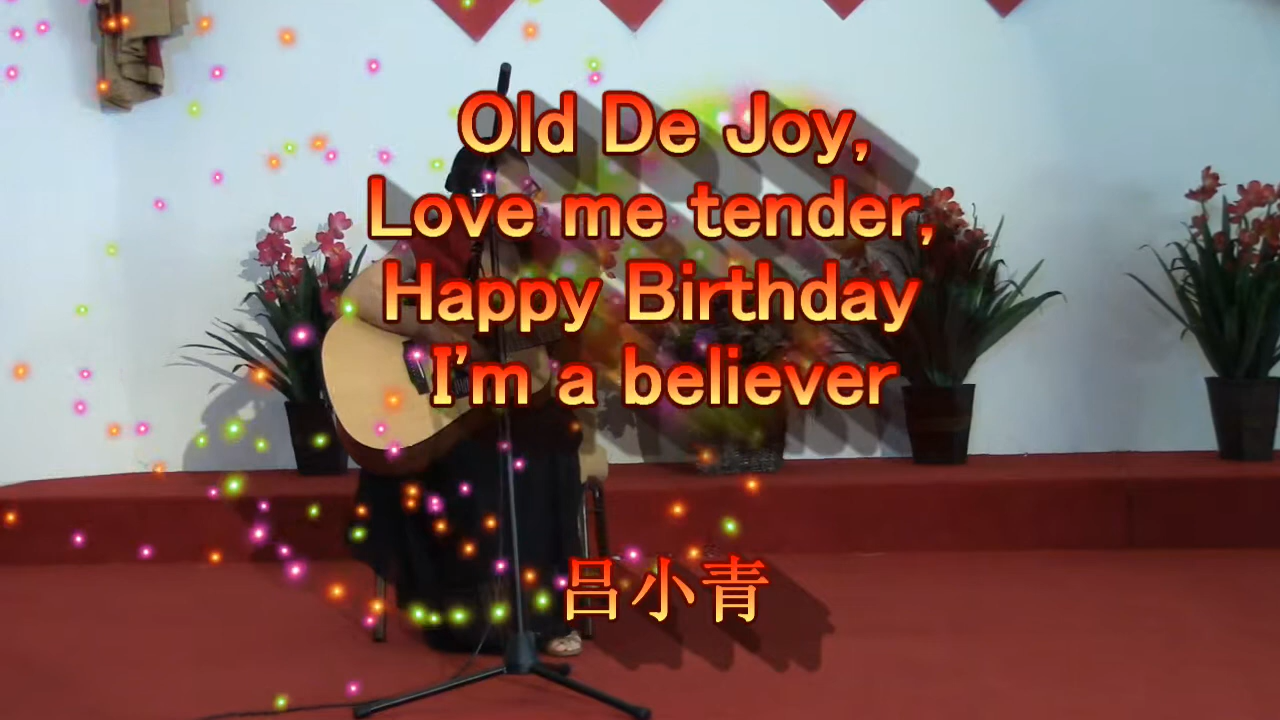 Old De Joy,
Love me tender,
Happy Birthday
I'm a believer
吕小青